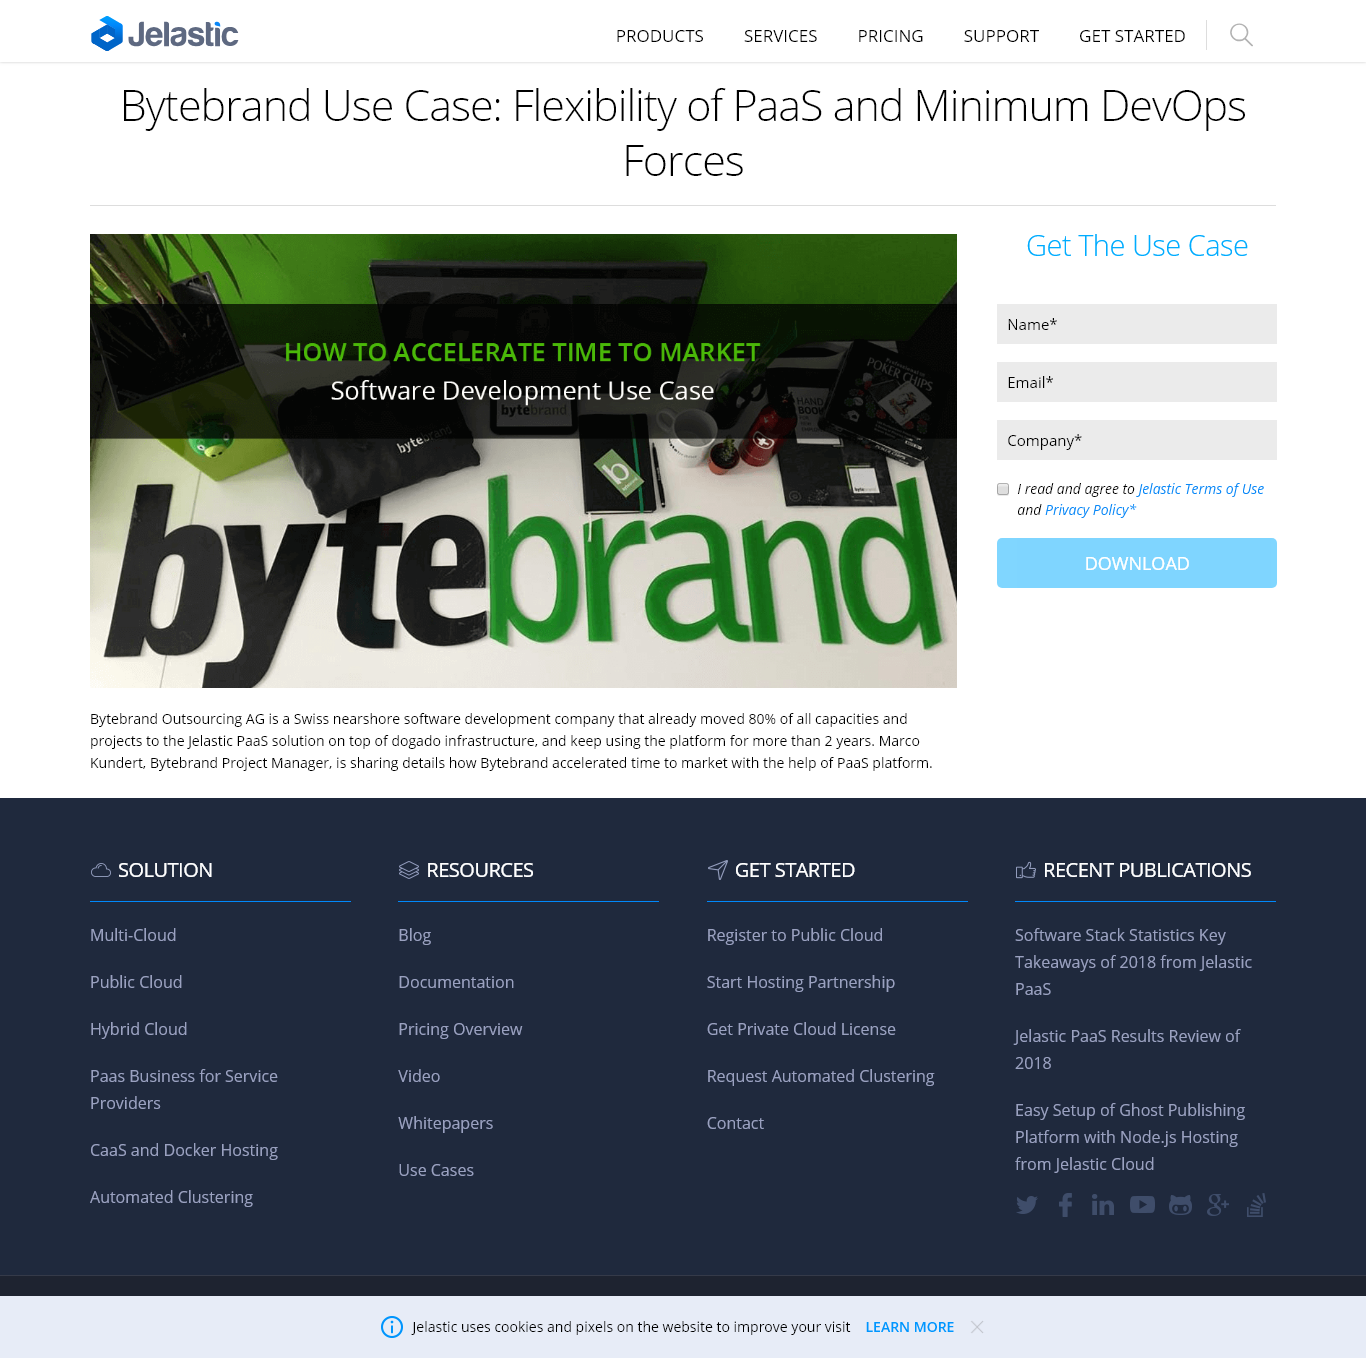 Jelastic
PRODUCTS
SERVICES
PRICING
SUPPORT
GET STARTED
Bytebrand Use Case: Flexibility of PaaS and Minimum DevOps
Forces
HOW TO ACCELERATE TIME TO MARKET
Software Development Use Case
POKER CHIPS
HAND
BOOK
bytebrand
bytebrand
bytebrand
bytebrand
Get The Use Case
Name*
Email*
Company*
I read and agree to Jelastic Terms of Use
and Privacy Policy*
DOWNLOAD
Bytebrand Outsourcing AG is a Swiss nearshore software development company that already moved 80% of all capacities and
projects to the Jelastic PaaS solution on top of dogado infrastructure, and keep using the platform for more than 2 years. Marco
Kundert, Bytebrand Project Manager, is sharing details how Bytebrand accelerated time to market with the help of PaaS platform.
SOLUTION
Multi-Cloud
Public Cloud
Hybrid Cloud
Paas Business for Service
Providers
CaaS and Docker Hosting
Automated Clustering
RESOURCES
Blog
Documentation
Pricing Overview
Video
Whitepapers
Use Cases
GET STARTED
Register to Public Cloud
Start Hosting Partnership
Get Private Cloud License
Request Automated Clustering
Contact
RECENT PUBLICATIONS
Software Stack Statistics Key
Takeaways of 2018 from Jelastic
PaaS
Jelastic PaaS Results Review of
2018
Easy Setup of Ghost Publishing
Platform with Node.js Hosting
from Jelastic Cloud
Jelastic uses cookies and pixels on the website to improve your visit LEARN MORE